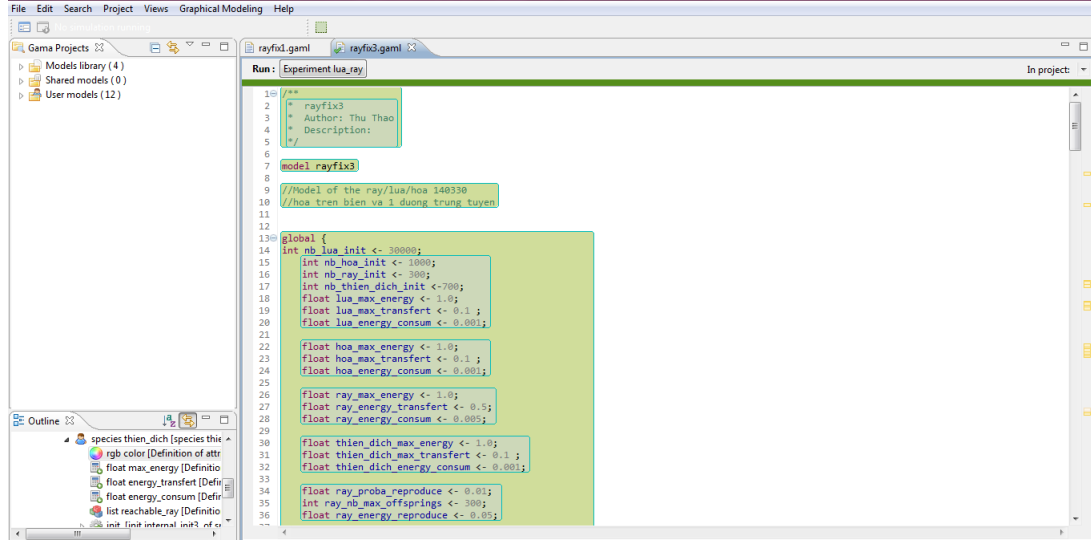 File Edit Search Project Views Graphical Modeling Help
No simulation running
Gama Projects
Models library ( 4 )
Shared models ( 0 )
User models ( 12 )
Outline
species thien_dich [species thie
rgb color [Definition of attr
float max_energy [Definitio
float energy_transfert [Defir
float energy_consum [Defir
list reachable_ray [Definitio
init [init internal_init3 of s
rayfix1.gaml
rayfix3.gaml
Run : Experiment lua_ray
In project:
1 /**
2 * rayfix3
3 * Author: Thu Thao
4 * Description:
5 */
6
7 model rayfix3
8
9 //Model of the ray/lua/hoa 140330
10 //hoa tren bien va 1 duong trung tuyen
11
12
13 global {
14 int nb_lua_init <- 30000;
15 int nb_hoa_init <- 1000;
16 int nb_ray_init <- 300;
17 int nb_thien_dich_init <-700;
18 float lua_max_energy <- 1.0;
19 float lua_max_transfert <- 0.1 ;
20 float lua_energy_consum <- 0.001;
21
22 float hoa_max_energy <- 1.0;
23 float hoa_max_transfert <- 0.1 ;
24 float hoa_energy_consum <- 0.001;
25
26 float ray_max_energy <- 1.0;
27 float ray_energy_transfert <- 0.5;
28 float ray_energy_consum <- 0.005;
29
30 float thien_dich_max_energy <- 1.0;
31 float thien_dich_max_transfert <- 0.1 ;
32 float thien_dich_energy_consum <- 0.001;
33
34 float ray_proba_reproduce <- 0.01;
35 int ray_nb_max_offsprings <- 300;
36 float ray_energy_reproduce <- 0.05;